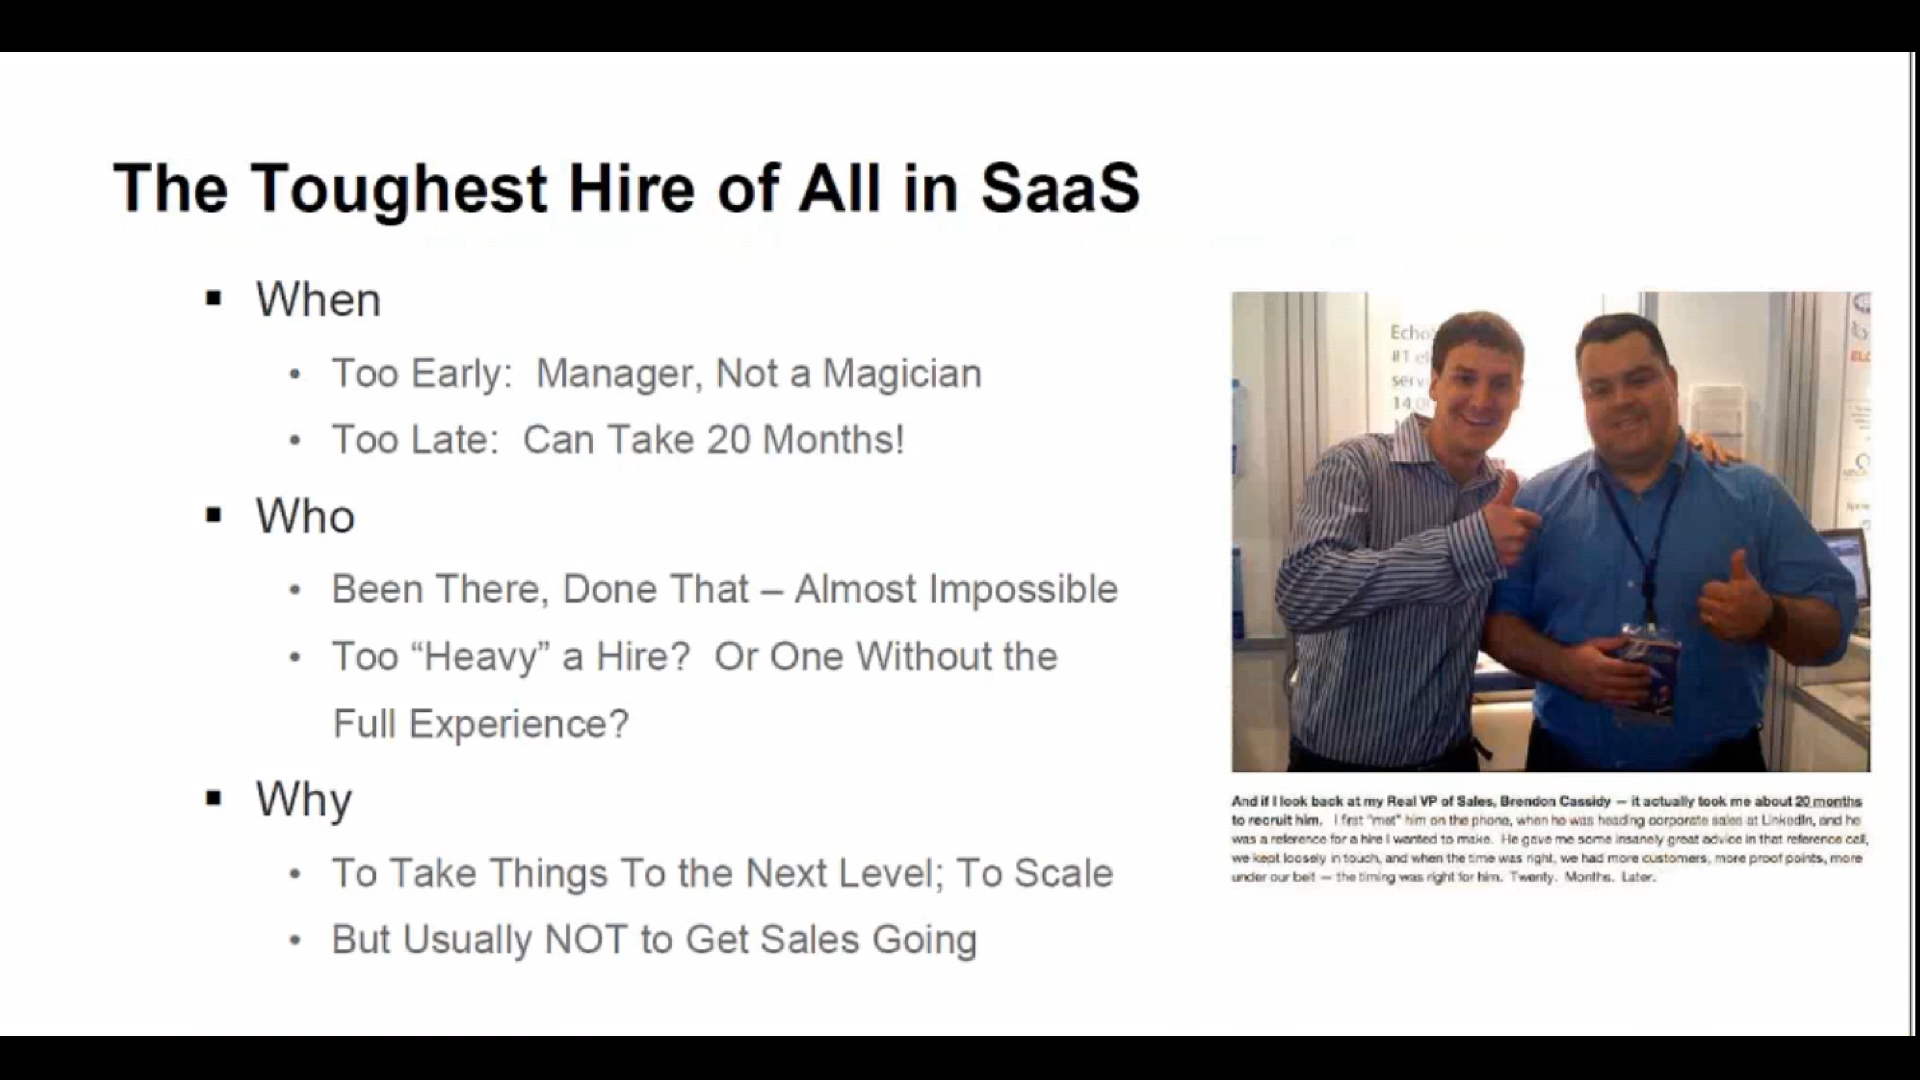 The Toughest Hire of All in SaaS
When
Too Early: Manager, Not a Magician
Too Late: Can Take 20 Months!
Who
Been There, Done That – Almost Impossible
Too “Heavy” a Hire? Or One Without the
Full Experience?
Why
To Take Things To the Next Level; To Scale
But Usually NOT to Get Sales Going
Echo
#1 el
serv
14,0
ELO
And if I look back at my Real VP of Sales, Brendon Cassidy – it actually took me about 20 months
to recruit him. I first “met” him on the phone, when he was heading corporate sales at LinkedIn, and he
was a reference for a hire I wanted to make. He gave me some insanely great advice in that reference call,
we kept loosely in touch, and when the time was right, we had more customers, more proof points, more
under our belt – the timing was right for him. Twenty. Months. Later.